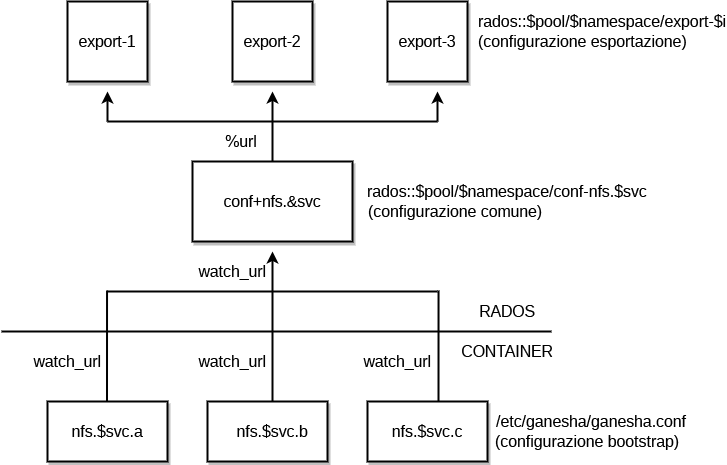 export-1
export-2
export-3
rados::$pool/$namespace/export-$i
(configurazione esportazione)
%url
conf+nfs.&svc
rados::$pool/$namespace/conf-nfs.$svc
(configurazione comune)
watch_url
RADOS
CONTAINER
watch_url
watch_url
watch_url
nfs.$svc.a
nfs.$svc.b
nfs.$svc.c
/etc/ganesha/ganesha.conf
(configurazione bootstrap)